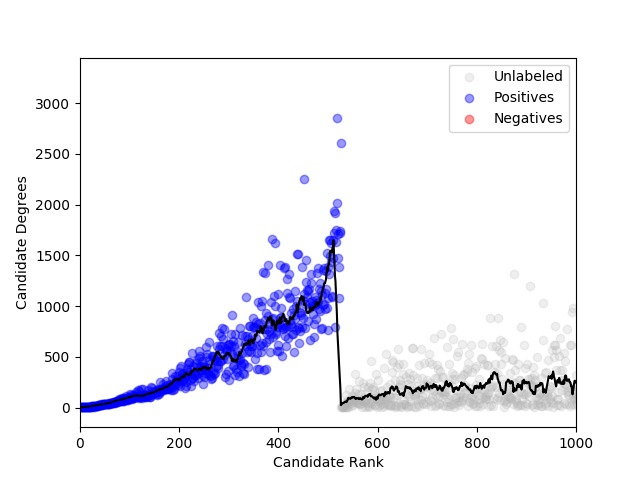 Unlabeled
Positives
Negatives
Candidate Degrees
3000
2500
2000
1500
1000
500
0
0 200 400 600 800 1000
Candidate Rank